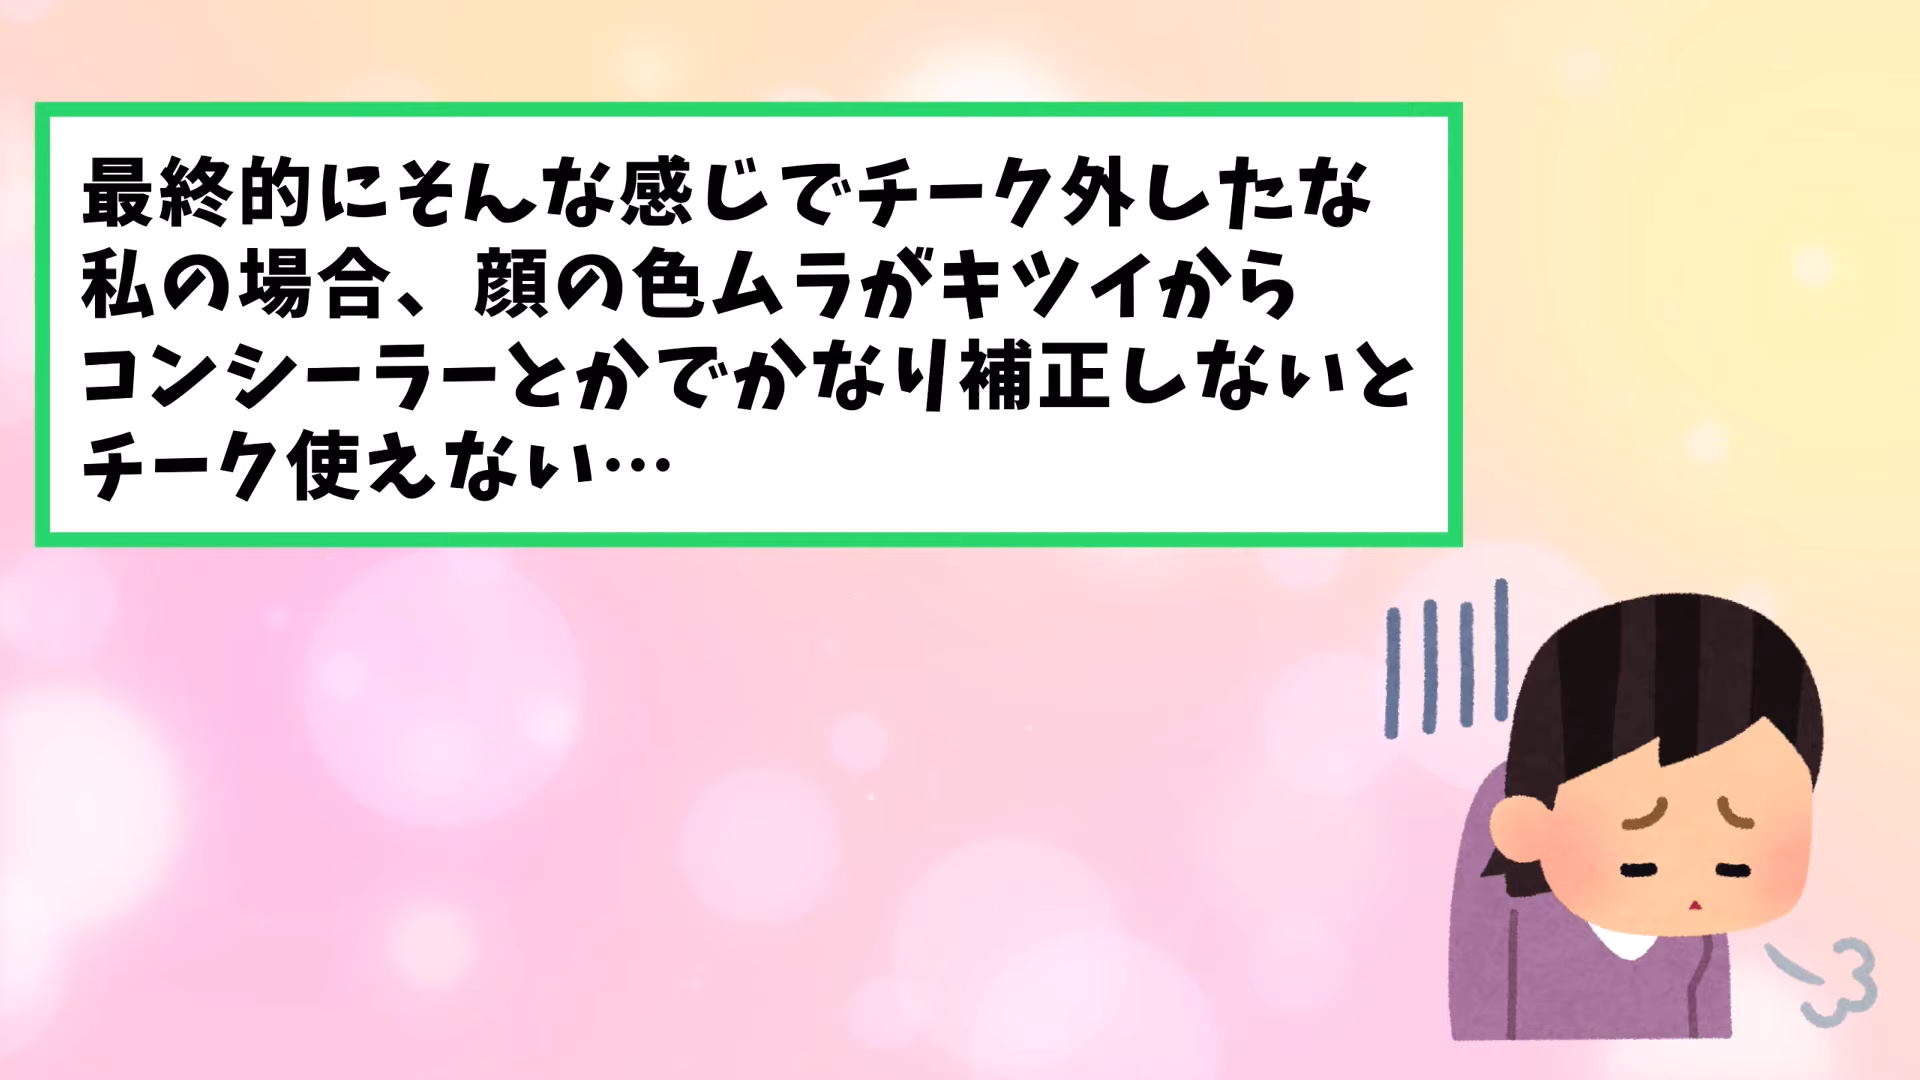 最終的にそんな感じでチーク外したな
私の場合、顔の色ムラがキツイから
コンシーラーとかでかなり補正しないと
チーク使えない…